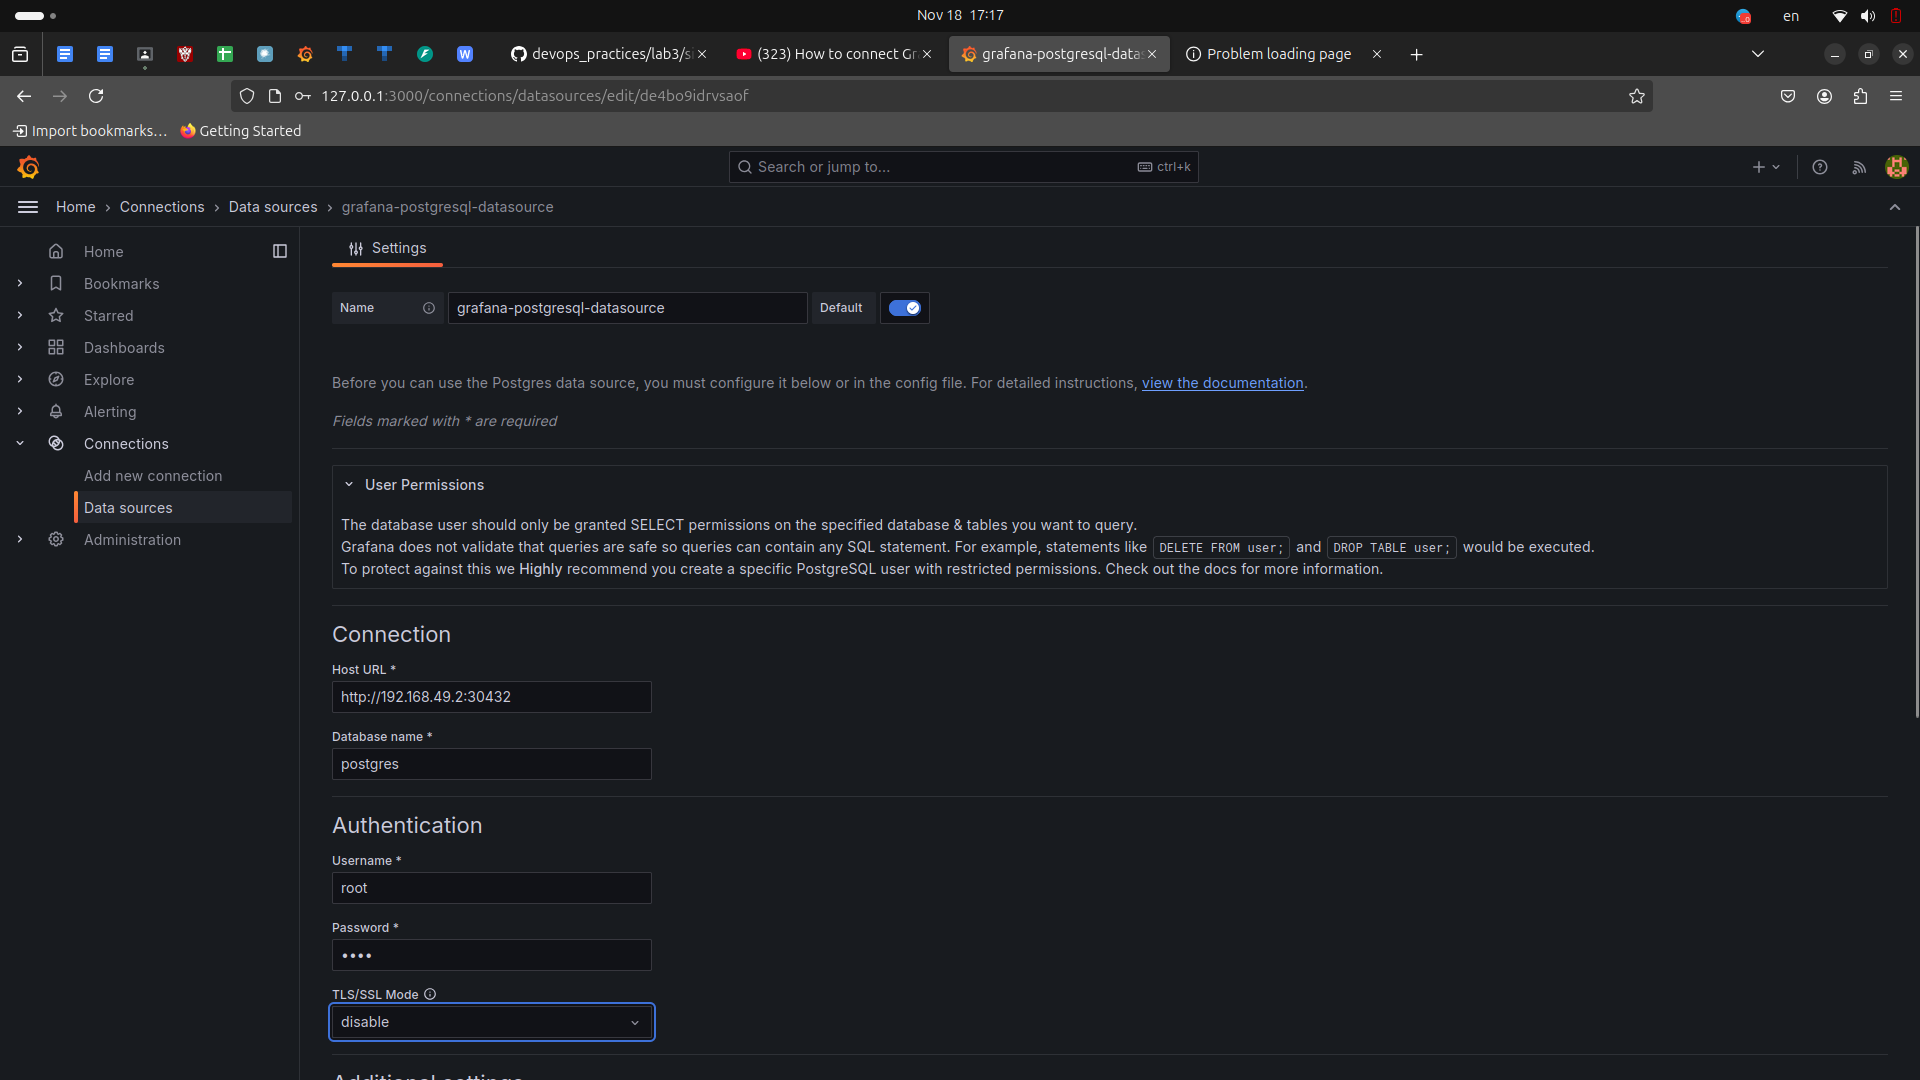 Nov 18 17:17
en
devops_practices/lab3/si
(323) How to connect Gr
grafana-postgresql-datas
Problem loading page
127.0.0.1:3000/connections/datasources/edit/de4bo9idrvsaof
Import bookmarks…
Getting Started
Search or jump to...
ctrl+k
Home › Connections › Data sources › grafana-postgresql-datasource
Home
Bookmarks
Starred
Dashboards
Explore
Alerting
Connections
Add new connection
Data sources
Administration
Settings
Name
grafana-postgresql-datasource
Default
Before you can use the Postgres data source, you must configure it below or in the config file. For detailed instructions, view the documentation.
Fields marked with * are required
User Permissions
The database user should only be granted SELECT permissions on the specified database & tables you want to query.
Grafana does not validate that queries are safe so queries can contain any SQL statement. For example, statements like DELETE FROM user; and DROP TABLE user; would be executed.
To protect against this we Highly recommend you create a specific PostgreSQL user with restricted permissions. Check out the docs for more information.
Connection
Host URL *
http://192.168.49.2:30432
Database name *
postgres
Authentication
Username *
root
Password *
••••
TLS/SSL Mode
disable
Additional settings